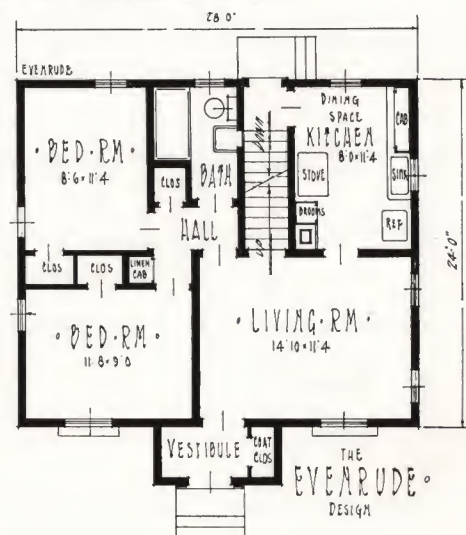 28'0"
EVENRUDE
DINING
SPACE
KITCHEN
8'·0×11'·4
CAB
BED·RM·
8'·6×11'·4
DOWN
BATH
STOVE
SINK
CLOS
BROOMS
REF
HALL
UP
24'·0"
CLOS
CLOS
LINEN
CAB
·LIVING·RM·
14'·10×11'·4
·BED·RM·
11'·8×9'·0
VESTIBULE
COAT
CLOS
THE
EVENRUDE
DESIGN